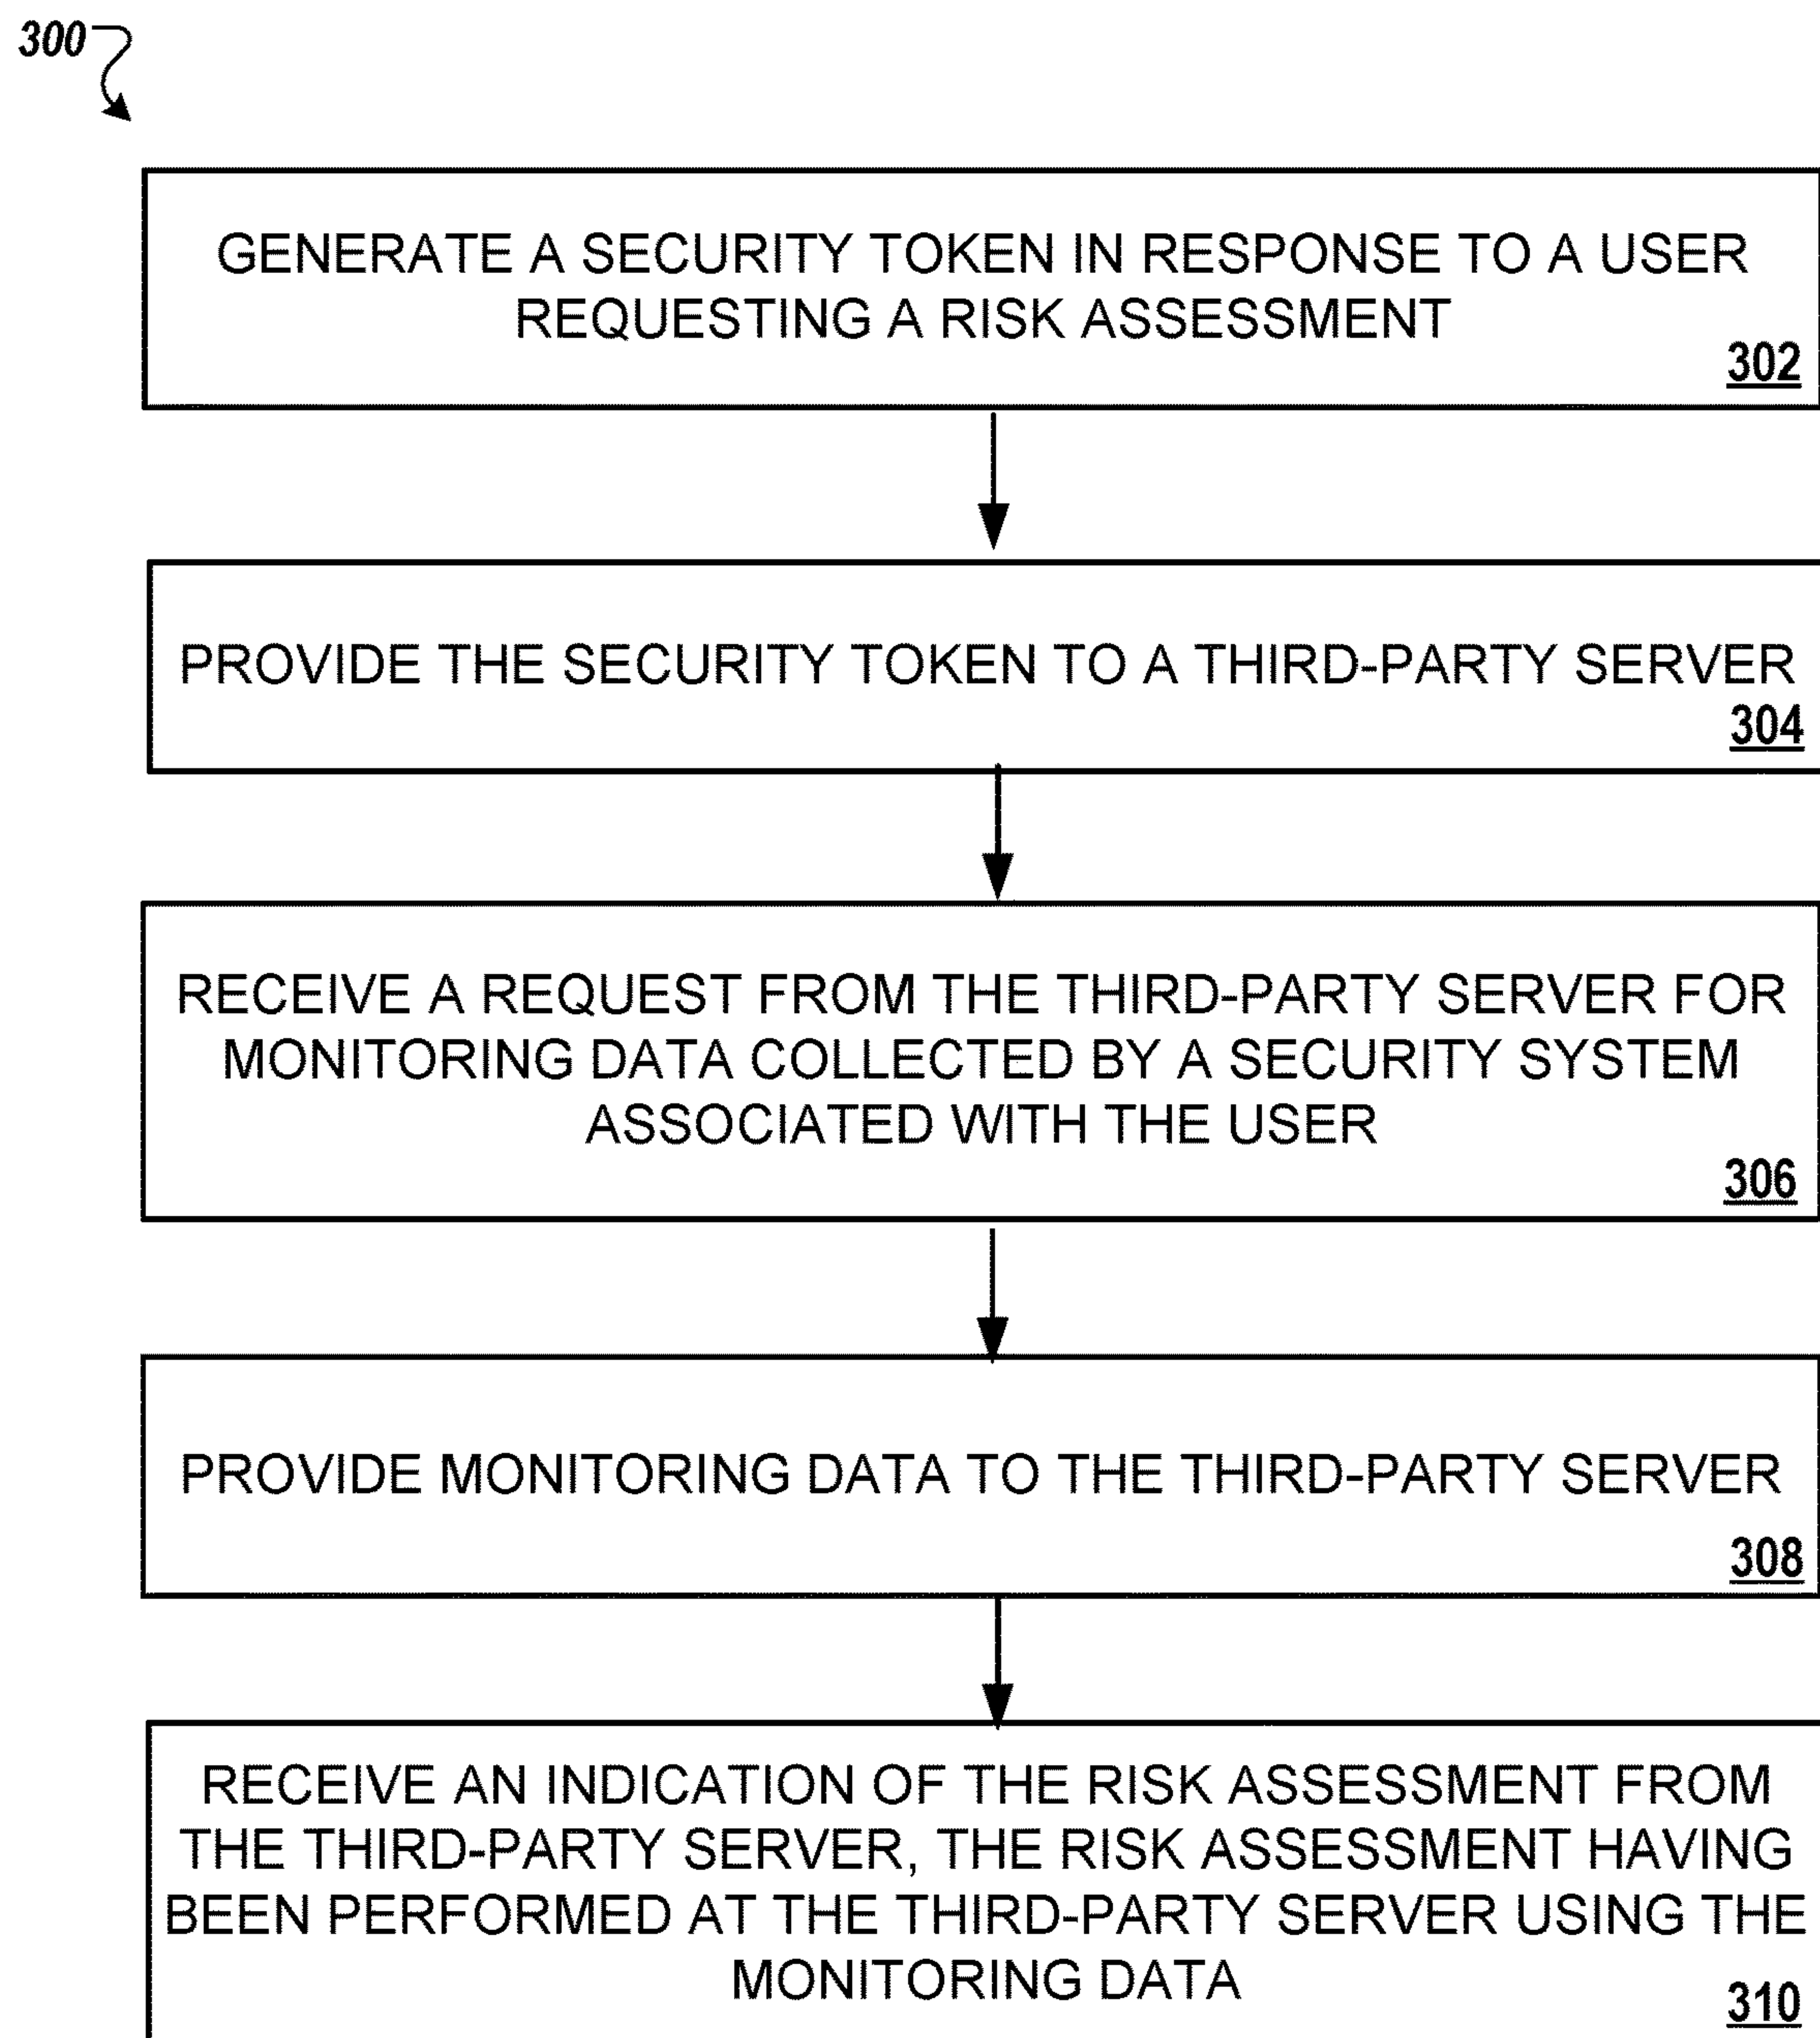 300
GENERATE A SECURITY TOKEN IN RESPONSE TO A USER
REQUESTING A RISK ASSESSMENT
302
PROVIDE THE SECURITY TOKEN TO A THIRD-PARTY SERVER
304
RECEIVE A REQUEST FROM THE THIRD-PARTY SERVER FOR
MONITORING DATA COLLECTED BY A SECURITY SYSTEM
ASSOCIATED WITH THE USER
306
PROVIDE MONITORING DATA TO THE THIRD-PARTY SERVER
308
RECEIVE AN INDICATION OF THE RISK ASSESSMENT FROM
THE THIRD-PARTY SERVER, THE RISK ASSESSMENT HAVING
BEEN PERFORMED AT THE THIRD-PARTY SERVER USING THE
MONITORING DATA
310